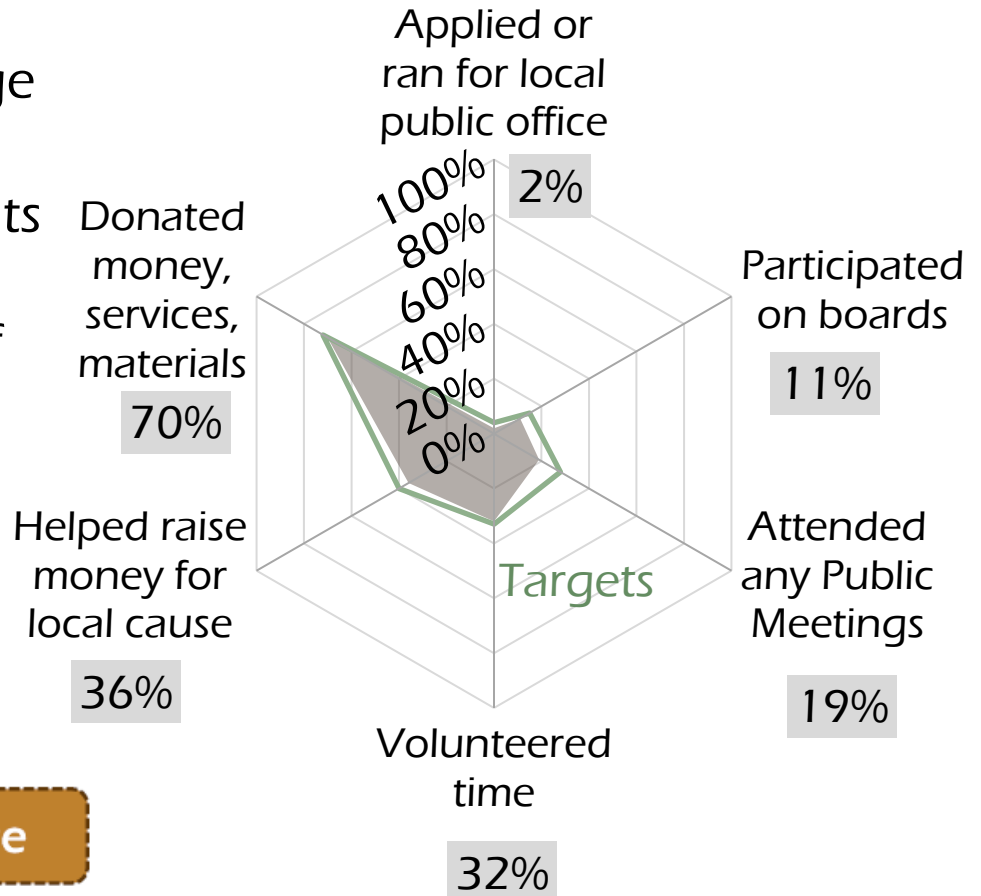 Applied or
ran for local
public office
2%
100%
80%
60%
40%
20%
0%
ts
Donated
money,
services,
materials
70%
Participated
on boards
11%
Helped raise
money for
local cause
36%
Targets
Attended
any Public
Meetings
19%
Volunteered
time
32%
e